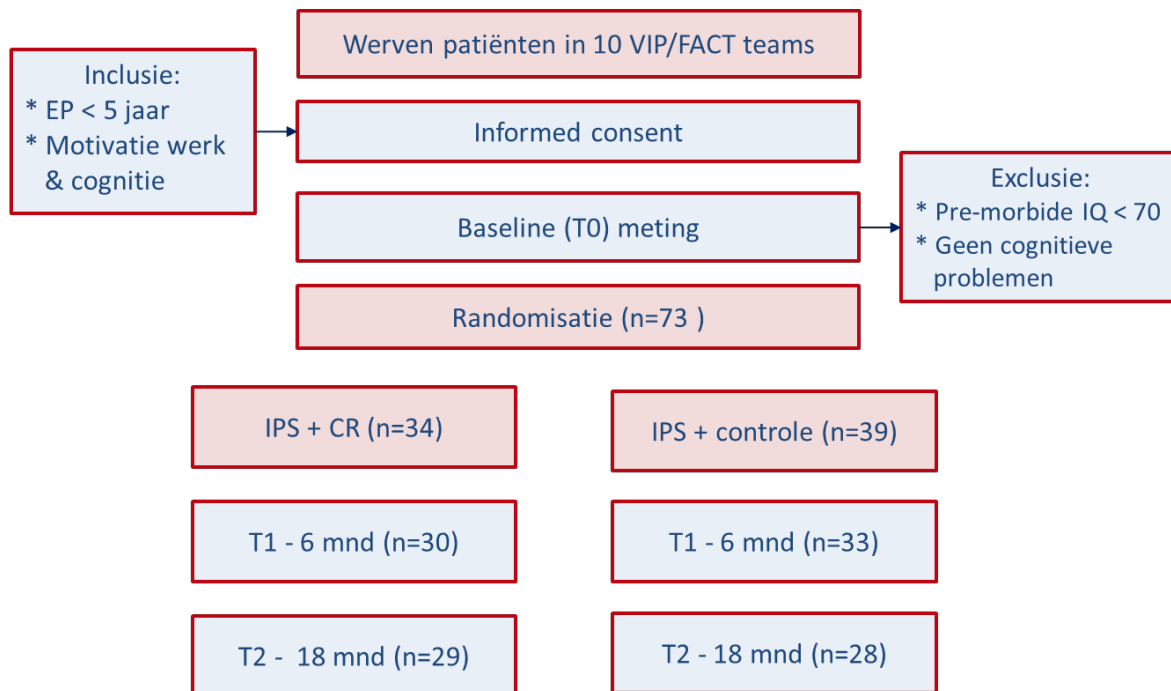 Werven patiënten in 10 VIP/FACT teams
Inclusie:
* EP < 5 jaar
* Motivatie werk
& cognitie
Informed consent
Baseline (T0) meting
Exclusie:
* Pre-morbide IQ < 70
* Geen cognitieve
problemen
Randomisatie (n=73 )
IPS + CR (n=34)
IPS + controle (n=39)
T1 - 6 mnd (n=30)
T1 - 6 mnd (n=33)
T2 -  18 mnd (n=29)
T2 - 18 mnd (n=28)